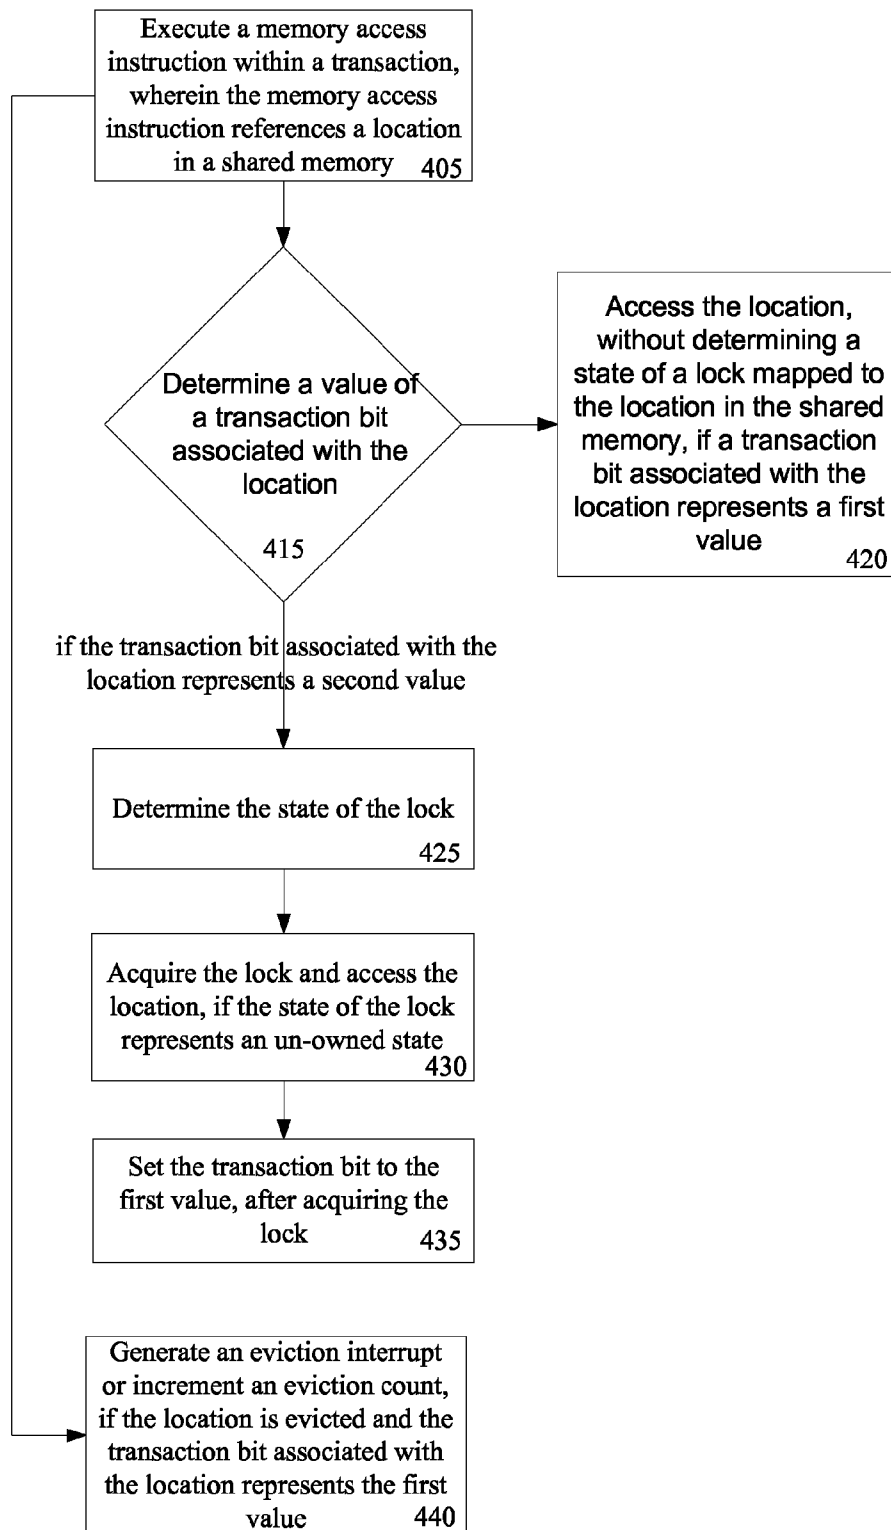 Execute a memory access
instruction within a transaction,
wherein the memory access
instruction references a location
in a shared memory 405
Determine a value of
a transaction bit
associated with the
location
415
Access the location,
without determining a
state of a lock mapped to
the location in the shared
memory, if a transaction
bit associated with the
location represents a first
value 420
if the transaction bit associated with the
location represents a second value
Determine the state of the lock
425
Acquire the lock and access the
location, if the state of the lock
represents an un-owned state
430
Set the transaction bit to the
first value, after acquiring the
lock 435
Generate an eviction interrupt
or increment an eviction count,
if the location is evicted and the
transaction bit associated with
the location represents the first
value 440